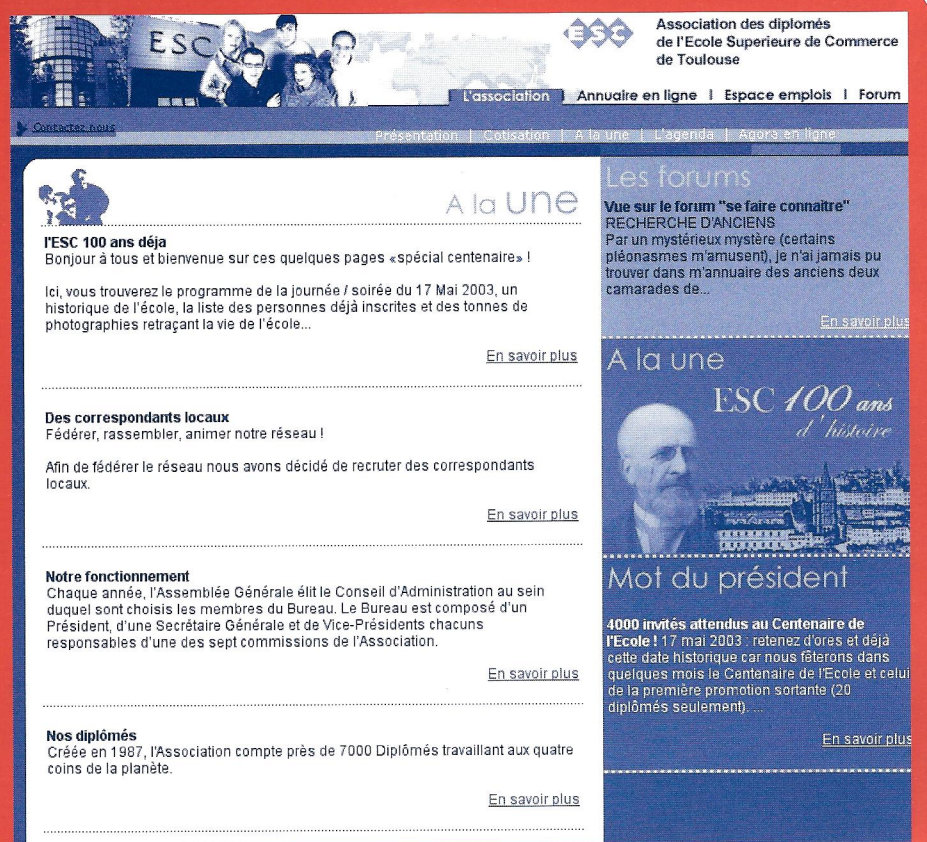 ESC
ESC
Association des diplomés
de l'Ecole Superieure de Commerce
de Toulouse
L'association | Annuaire en ligne | Espace emplois | Forum
Contactez nous
Présentation | Cotisation | A la une | L'agenda | Agora en ligne
A la une
l'ESC 100 ans déja
Bonjour à tous et bienvenue sur ces quelques pages «spécial centenaire» !
Ici, vous trouverez le programme de la journée / soirée du 17 Mai 2003, un
historique de l'école, la liste des personnes déjà inscrites et des tonnes de
photographies retraçant la vie de l'école...
En savoir plus
Des correspondants locaux
Fédérer, rassembler, animer notre réseau !
Afin de fédérer le réseau nous avons décidé de recruter des correspondants
locaux.
En savoir plus
Notre fonctionnement
Chaque année, l'Assemblée Générale élit le Conseil d'Administration au sein
duquel sont choisis les membres du Bureau. Le Bureau est composé d'un
Président, d'une Secrétaire Générale et de Vice-Présidents chacuns
responsables d'une des sept commissions de l'Association.
En savoir plus
Nos diplômés
Créée en 1987, l'Association compte près de 7000 Diplômés travaillant aux quatre
coins de la planète.
En savoir plus
Les forums
Vue sur le forum "se faire connaitre"
RECHERCHE D'ANCIENS
Par un mystérieux mystère (certains
pléonasmes m'amusent), je n'ai jamais pu
trouver dans m'annuaire des anciens deux
camarades de...
En savoir plus
A la une
ESC 100 ans
d'histoire
Mot du président
4000 invités attendus au Centenaire de
l'Ecole ! 17 mai 2003 : retenez d'ores et déjà
cette date historique car nous fêterons dans
quelques mois le Centenaire de l'Ecole et celui
de la première promotion sortante (20
diplômés seulement). ...
En savoir plus